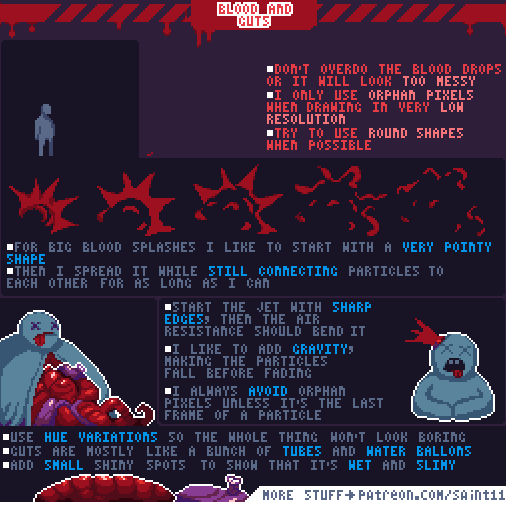 BLOOD AND
GUTS
DON'T OVERDO THE BLOOD DROPS
OR IT WILL LOOK TOO MESSY
I ONLY USE ORPHAN PIXELS
WHEN DRAWING IN VERY LOW
RESOLUTION
TRY TO USE ROUND SHAPES
WHEN POSSIBLE
FOR BIG BLOOD SPLASHES I LIKE TO START WITH A VERY POINTY
SHAPE
THEN I SPREAD IT WHILE STILL CONNECTING PARTICLES TO
EACH OTHER FOR AS LONG AS I CAN
START THE JET WITH SHARP
EDGES, THEN THE AIR
RESISTANCE SHOULD BEND IT
I LIKE TO ADD GRAVITY,
MAKING THE PARTICLES
FALL BEFORE FADING
I ALWAYS AVOID ORPHAN
PIXELS UNLESS IT'S THE LAST
FRAME OF A PARTICLE
USE HUE VARIATIONS SO THE WHOLE THING WON'T LOOK BORING
GUTS ARE MOSTLY LIKE A BUNCH OF TUBES AND WATER BALLONS
ADD SMALL SHINY SPOTS TO SHOW THAT IT'S WET AND SLIMY
MORE STUFF→PATREON.COM/SAINT11